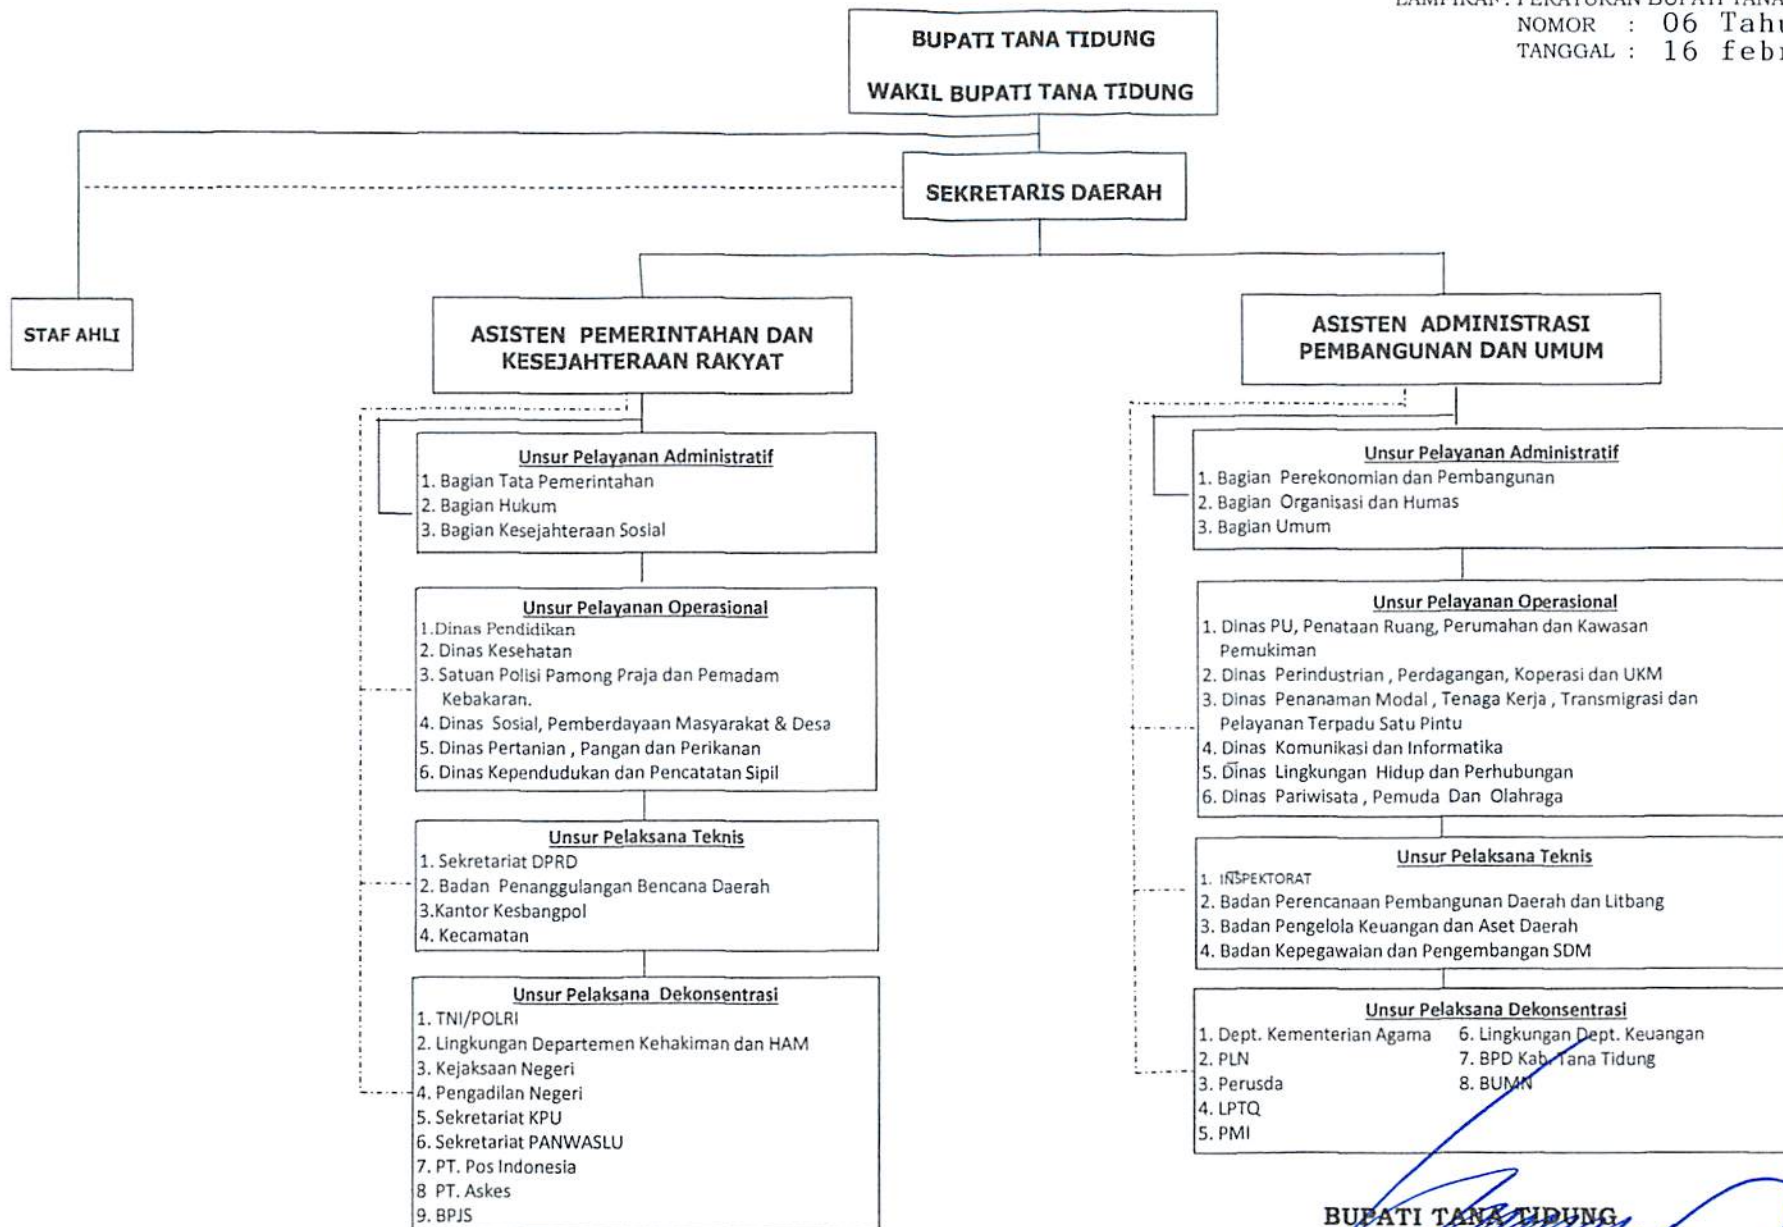 LAMPIRAN : PERATURAN BUPATI TANA
NOMOR : 06
TANGGAL : 16
BUPATI TANA TIDUNG
WAKIL BUPATI TANA TIDUNG
SEKRETARIS DAERAH
STAF AHLI
ASISTEN PEMERINTAHAN DAN
KESEJAHTERAAN RAKYAT
Unsur Pelayanan Administratif
1. Bagian Tata Pemerintahan
2. Bagian Hukum
3. Bagian Kesejahteraan Sosial
Unsur Pelayanan Operasional
1.Dinas Pendidikan
2. Dinas Kesehatan
3. Satuan Polisi Pamong Praja dan Pemadam
Kebakaran.
4. Dinas Sosial, Pemberdayaan Masyarakat & Desa
5. Dinas Pertanian , Pangan dan Perikanan
6. Dinas Kependudukan dan Pencatatan Sipil
Unsur Pelaksana Teknis
1. Sekretariat DPRD
2. Badan Penanggulangan Bencana Daerah
3.Kantor Kesbangpol
4. Kecamatan
Unsur Pelaksana Dekonsentrasi
1. TNI/POLRI
2. Lingkungan Departemen Kehakiman dan HAM
3. Kejaksaan Negeri
4. Pengadilan Negeri
5. Sekretariat KPU
6. Sekretariat PANWASLU
7. PT. Pos Indonesia
8 PT. Askes
9. BPJS
ASISTEN ADMINISTRASI
PEMBANGUNAN DAN UMUM
Unsur Pelayanan Administratif
1. Bagian Perekonomian dan Pembangunan
2. Bagian Organisasi dan Humas
3. Bagian Umum
Unsur Pelayanan Operasional
1. Dinas PU, Penataan Ruang, Perumahan dan Kawasan
Pemukiman
2. Dinas Perindustrian , Perdagangan, Koperasi dan UKM
3. Dinas Penanaman Modal , Tenaga Kerja , Transmigrasi dan
Pelayanan Terpadu Satu Pintu
4. Dinas Komunikasi dan Informatika
5. Dinas Lingkungan Hidup dan Perhubungan
6. Dinas Pariwisata , Pemuda Dan Olahraga
Unsur Pelaksana Teknis
1. INSPEKTORAT
2. Badan Perencanaan Pembangunan Daerah dan Litbang
3. Badan Pengelola Keuangan dan Aset Daerah
4. Badan Kepegawaian dan Pengembangan SDM
Unsur Pelaksana Dekonsentrasi
1. Dept. Kementerian Agama
2. PLN
3. Perusda
4. LPTQ
5. PMI
6. Lingkungan Dept. Keuangan
7. BPD Kab. Tana Tidung
8. BUMN
BUPATI TANA TIDUNG